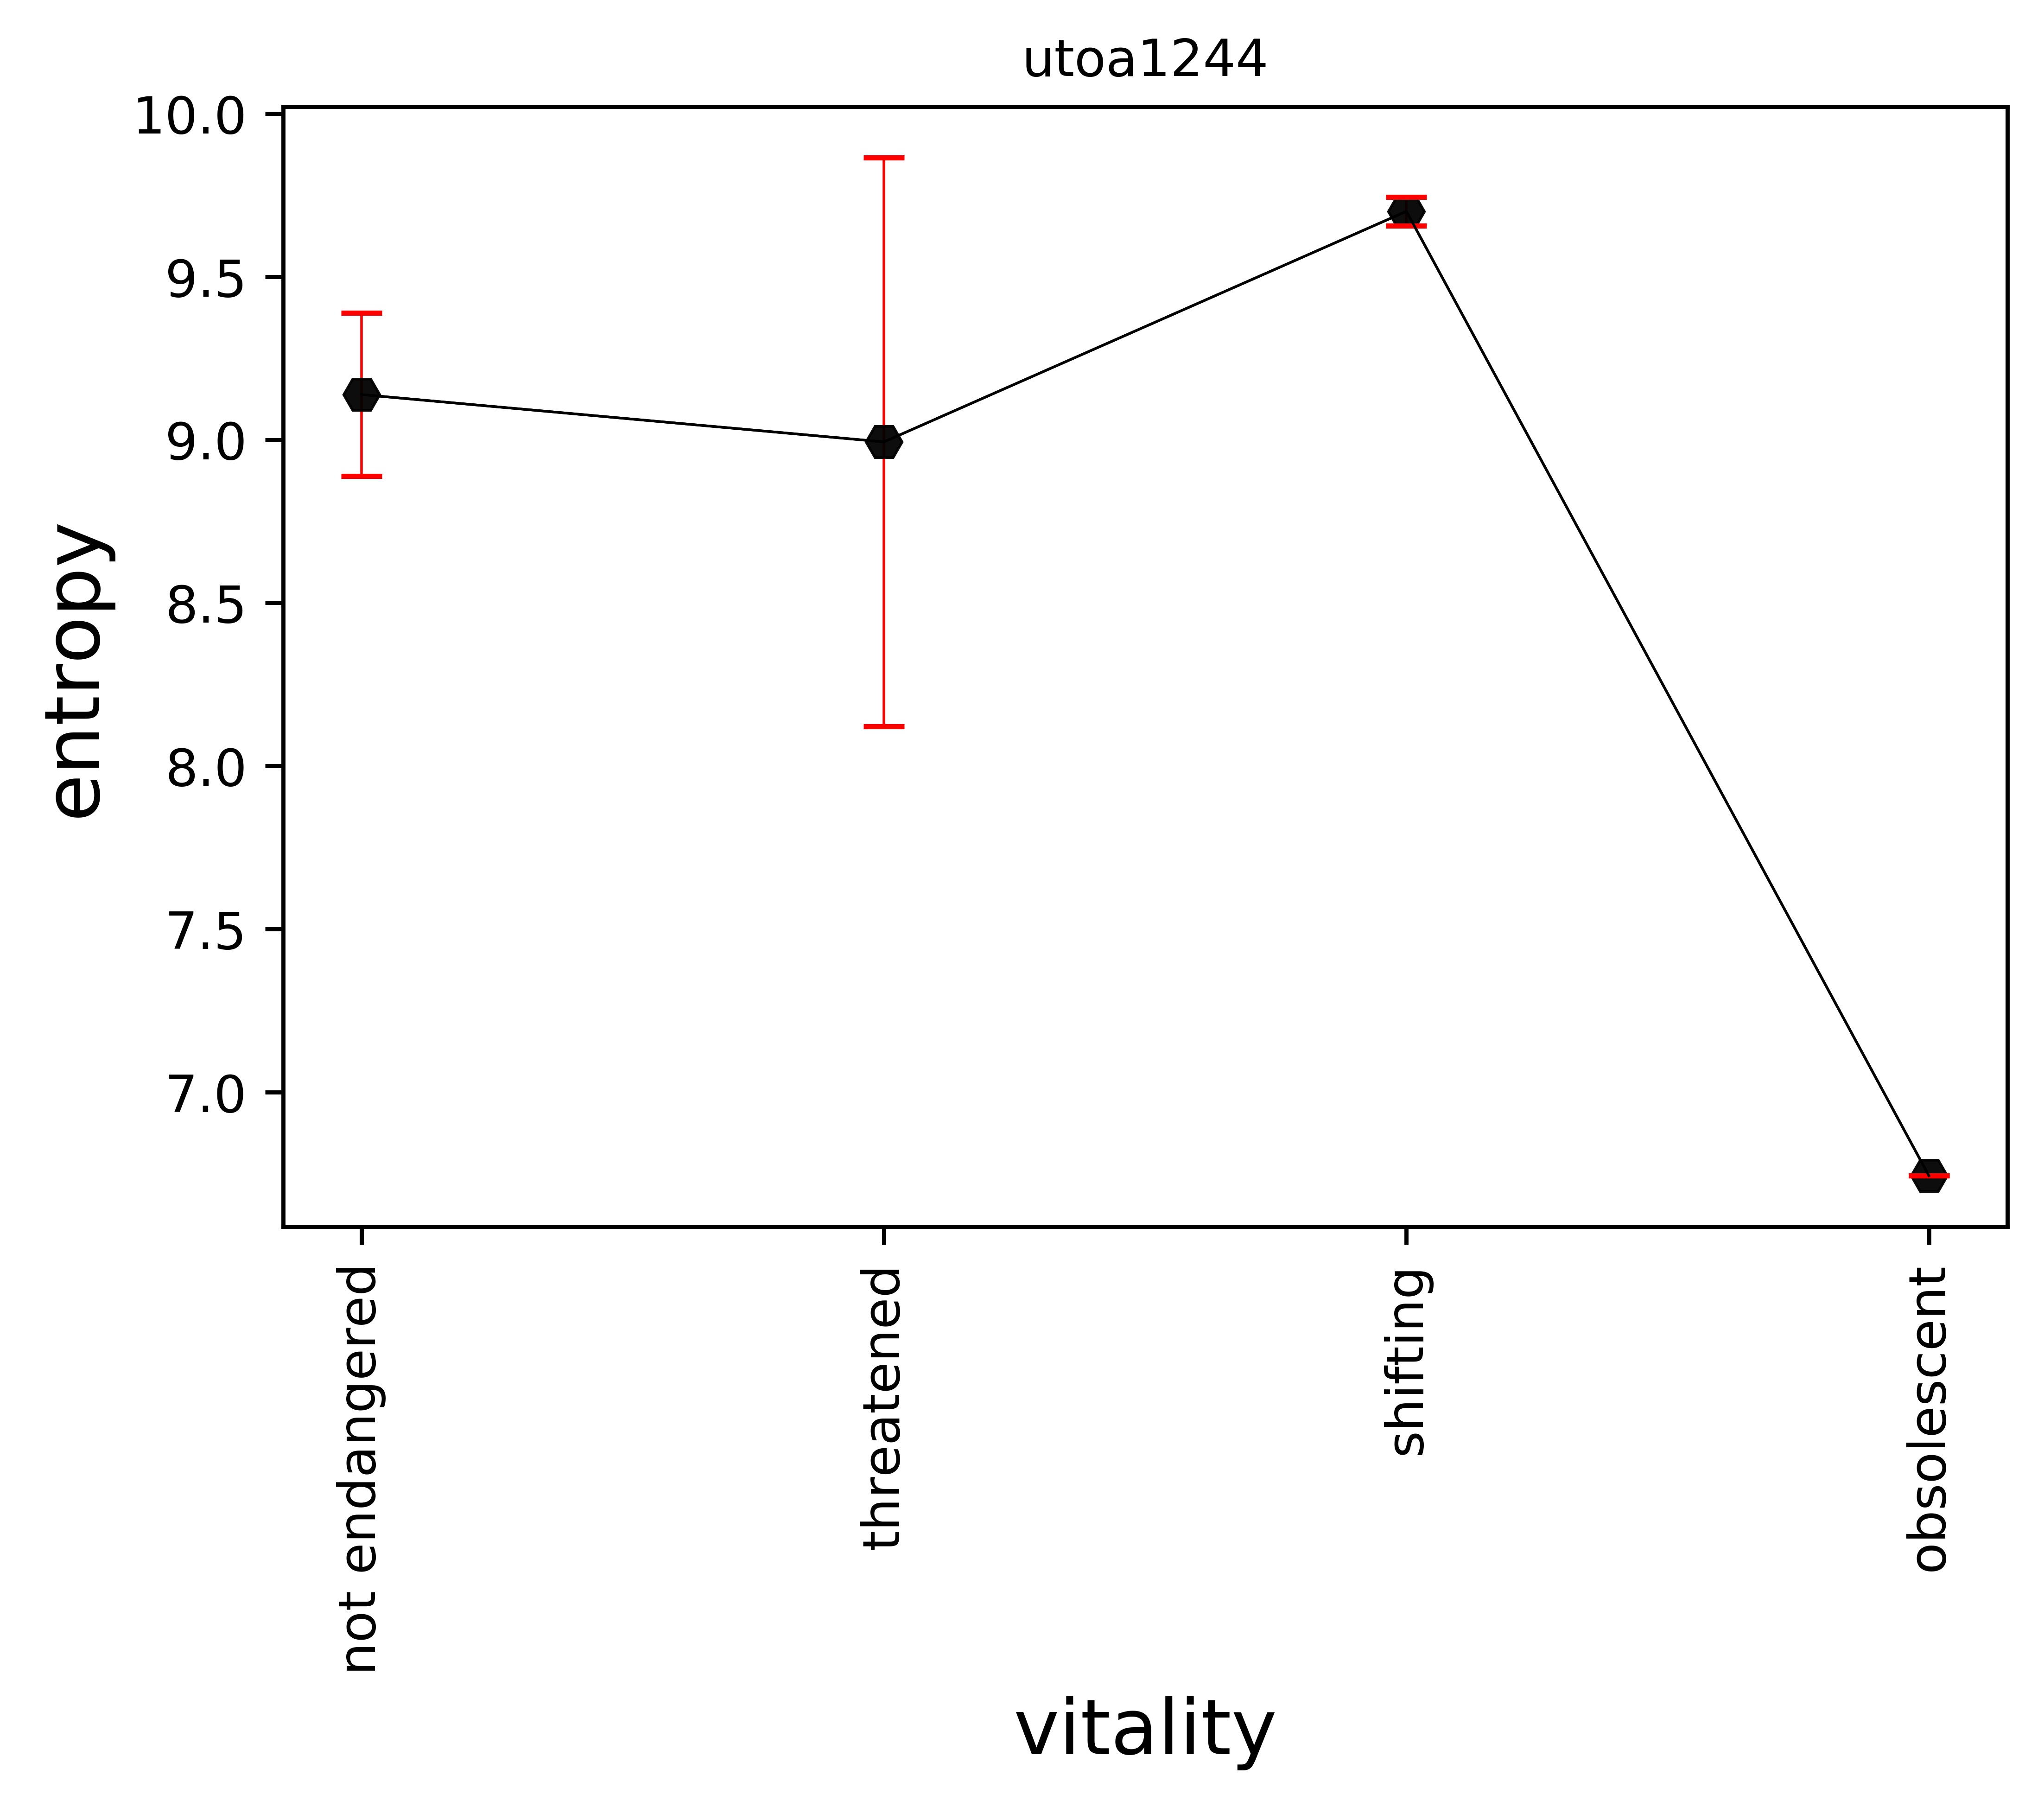 utoa1244
10.0
9.5
9.0
8.5
8.0
7.5
7.0
entropy
not endangered
threatened
shifting
obsolescent
vitality